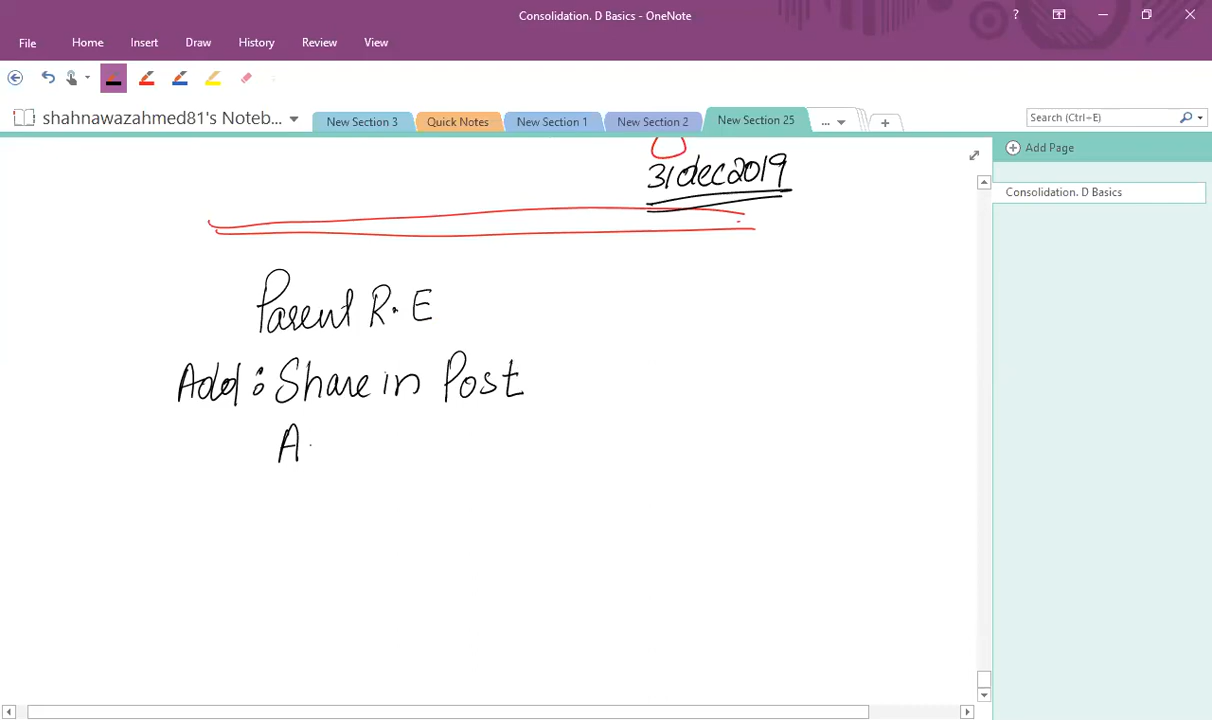 Consolidation. D Basics - OneNote
?
File Home Insert Draw History Review View
shahnawazahmed81's Noteb...
New Section 3
Quick Notes
New Section 1
New Section 2
New Section 25
...
Search (Ctrl+E)
Add Page
Consolidation. D Basics
31dec2019
Parent R.E
Add: Share in Post
A